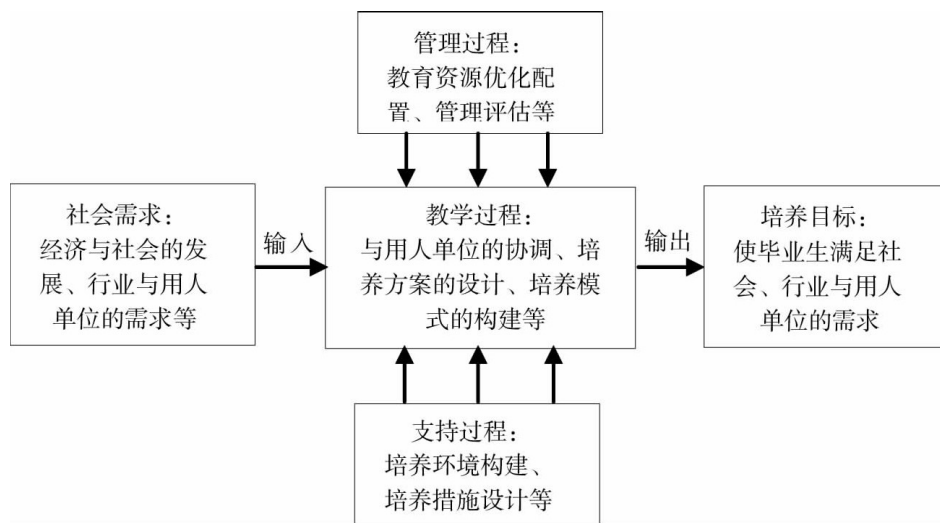 管理过程：
教育资源优化配
置、管理评估等
社会需求：
经济与社会的发
展、行业与用人
单位的需求等
输入
教学过程：
与用人单位的协调、培
养方案的设计、培养模
式的构建等
输出
培养目标：
使毕业生满足社
会、行业与用人
单位的需求
支持过程：
培养环境构建、
培养措施设计等